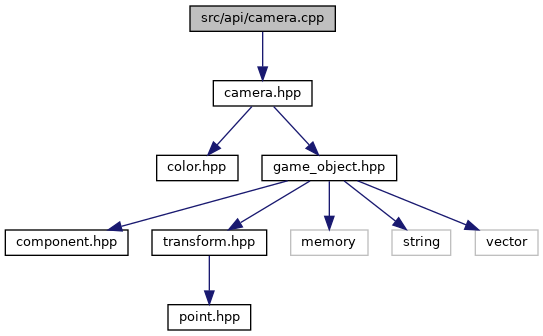 src/api/camera.cpp
camera.hpp
color.hpp
game_object.hpp
component.hpp
transform.hpp
memory
string
vector
point.hpp